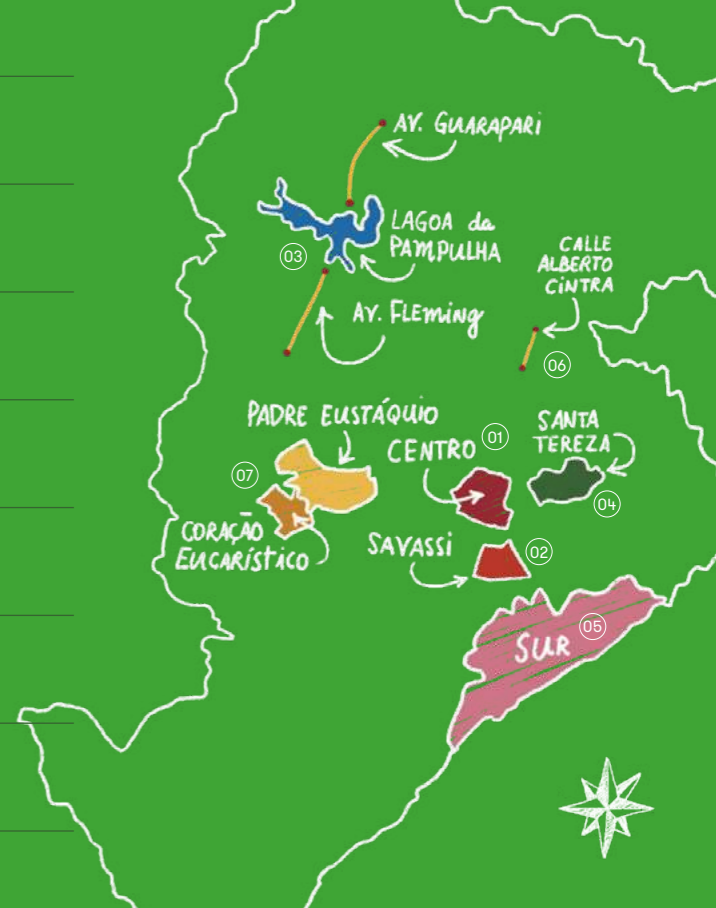 AV. GUARAPARI
LAGOA da
PAMPULHA
03
CALLE
ALBERTO
CINTRA
AV. FLEMING
06
PADRE EUSTÁQUIO
CENTRO
01
SANTA
TEREZA
07
04
CORAÇÃO
EUCARÍSTICO
SAVASSI
02
SUR
05